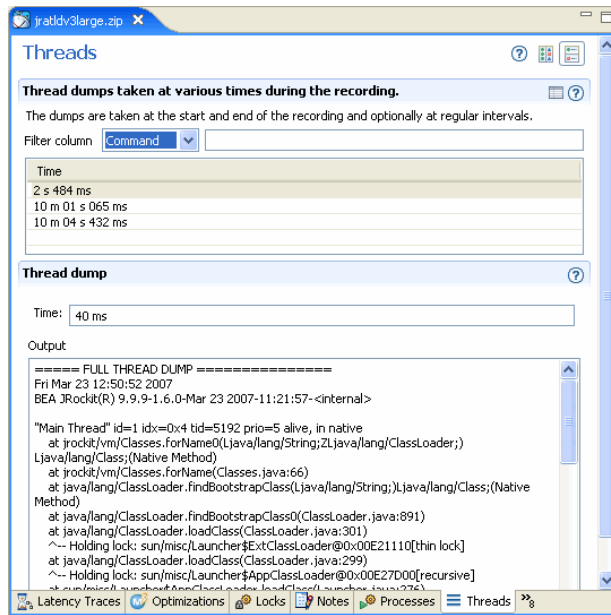 jratldv3large.zip
Threads
Thread dumps taken at various times during the recording.
The dumps are taken at the start and end of the recording and optionally at regular intervals.
Filter column Command
Time
2 s 484 ms
10 m 01 s 065 ms
10 m 04 s 432 ms
Thread dump
Time: 40 ms
Output
===== FULL THREAD DUMP ===============
Fri Mar 23 12:50:52 2007
BEA JRockit(R) 9.9.9-1.6.0-Mar 23 2007-11:21:57-<internal>
"Main Thread" id=1 idx=0x4 tid=5192 prio=5 alive, in native
at jrockit/vm/Classes.forName0(Ljava/lang/String;ZLjava/lang/ClassLoader;)
Ljava/lang/Class;(Native Method)
at jrockit/vm/Classes.forName(Classes.java:66)
at java/lang/ClassLoader.findBootstrapClass(Ljava/lang/String;)Ljava/lang/Class;(Native
Method)
at java/lang/ClassLoader.findBootstrapClass0(ClassLoader.java:891)
at java/lang/ClassLoader.loadClass(ClassLoader.java:301)
^-- Holding lock: sun/misc/Launcher$ExtClassLoader@0x00E21110[thin lock]
at java/lang/ClassLoader.loadClass(ClassLoader.java:299)
^-- Holding lock: sun/misc/Launcher$AppClassLoader@0x00E27D00[recursive]
at sun/misc/Launcher$AppClassLoader.loadClass(Launcher.java:276)
Latency Traces Optimizations Locks Notes Processes Threads »8